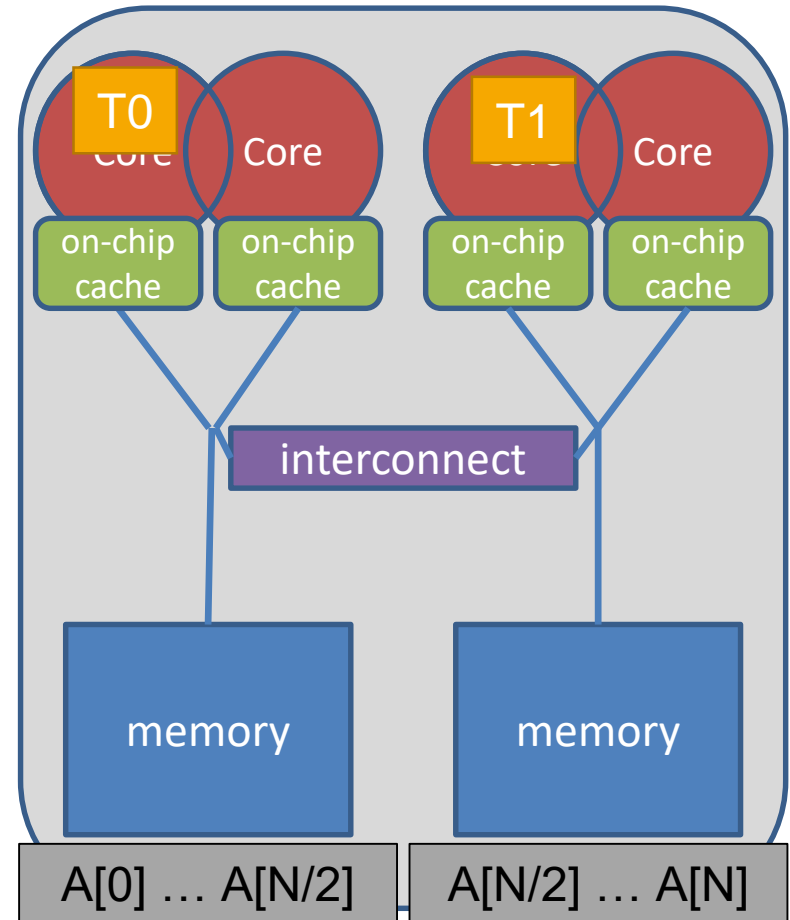 T0
Core
T1
Core
on-chip
cache
on-chip
cache
on-chip
cache
on-chip
cache
interconnect
memory
memory
A[0] … A[N/2]
A[N/2] … A[N]